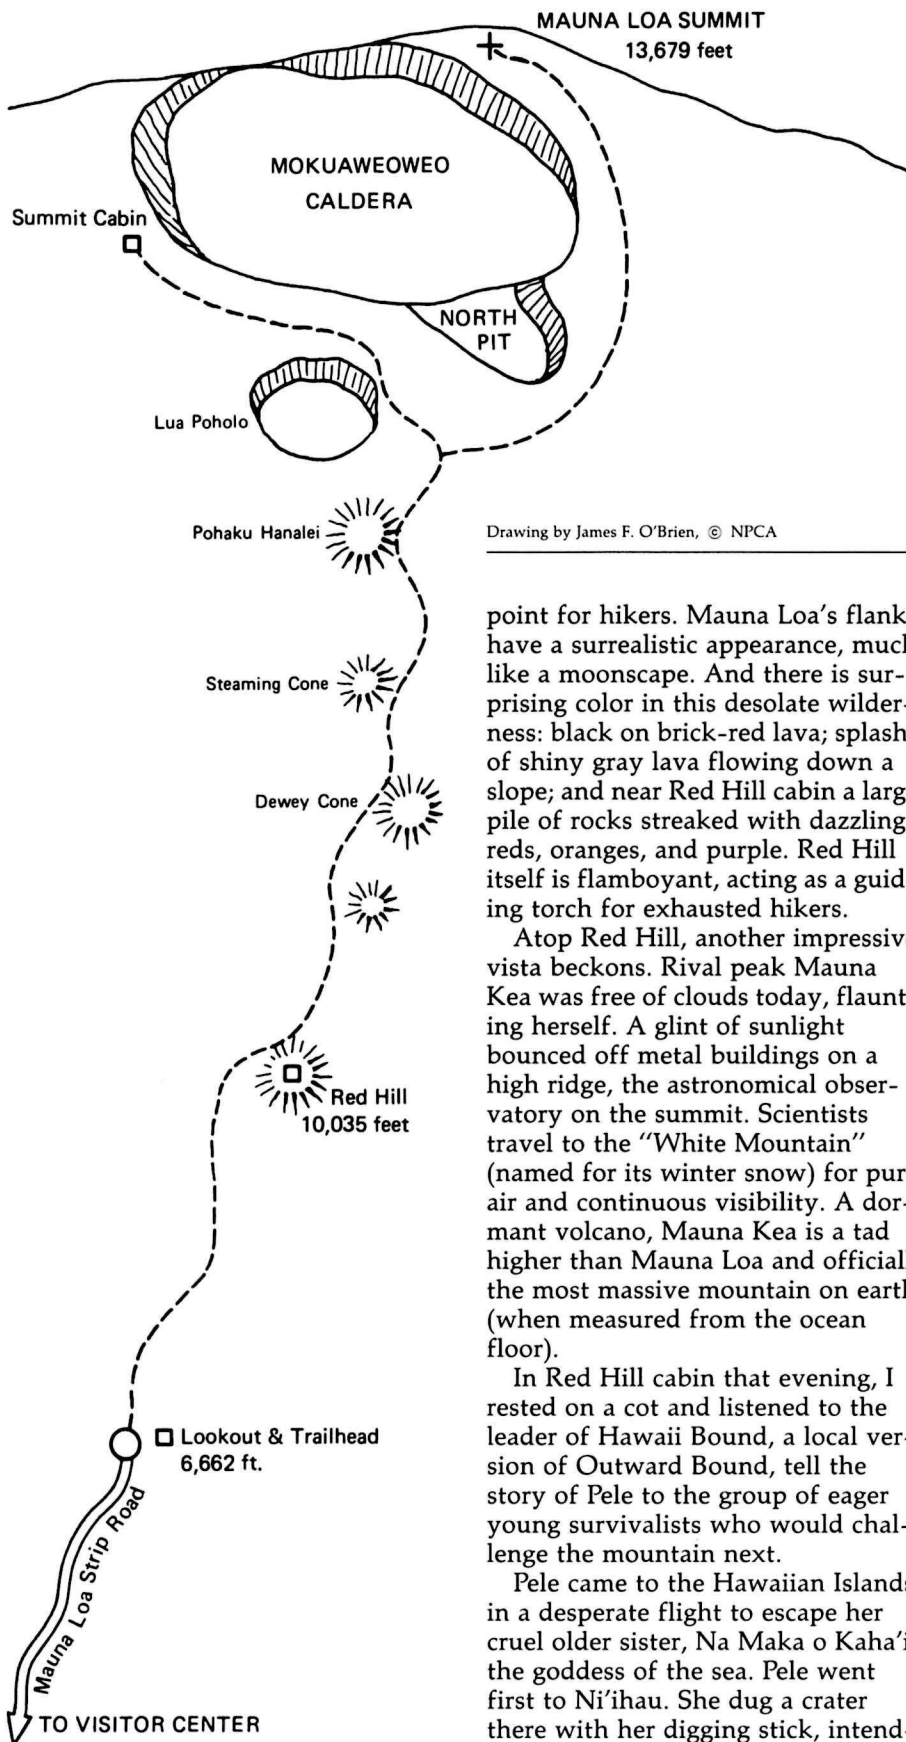 MAUNA LOA SUMMIT
13,679 feet
MOKUAWEOWEO
CALDERA
Summit Cabin
NORTH
PIT
Lua Poholo
Pohaku Hanalei
Steaming Cone
Dewey Cone
Red Hill
10,035 feet
Lookout & Trailhead
6,662 ft.
Mauna Loa Strip Road
TO VISITOR CENTER
Drawing by James F. O'Brien, © NPCA
point for hikers. Mauna Loa's flank
have a surrealistic appearance, much
like a moonscape. And there is sur-
prising color in this desolate wilder-
ness: black on brick-red lava; splash
of shiny gray lava flowing down a
slope; and near Red Hill cabin a larg
pile of rocks streaked with dazzling
reds, oranges, and purple. Red Hill
itself is flamboyant, acting as a guid
ing torch for exhausted hikers.
Atop Red Hill, another impressiv
vista beckons. Rival peak Mauna
Kea was free of clouds today, flaunt
ing herself. A glint of sunlight
bounced off metal buildings on a
high ridge, the astronomical obser-
vatory on the summit. Scientists
travel to the "White Mountain"
(named for its winter snow) for pur
air and continuous visibility. A dor-
mant volcano, Mauna Kea is a tad
higher than Mauna Loa and officiall
the most massive mountain on earth
(when measured from the ocean
floor).
In Red Hill cabin that evening, I
rested on a cot and listened to the
leader of Hawaii Bound, a local ver-
sion of Outward Bound, tell the
story of Pele to the group of eager
young survivalists who would chal-
lenge the mountain next.
Pele came to the Hawaiian Islands
in a desperate flight to escape her
cruel older sister, Na Maka o Kaha'i
the goddess of the sea. Pele went
first to Ni'ihau. She dug a crater
there with her digging stick, intend-